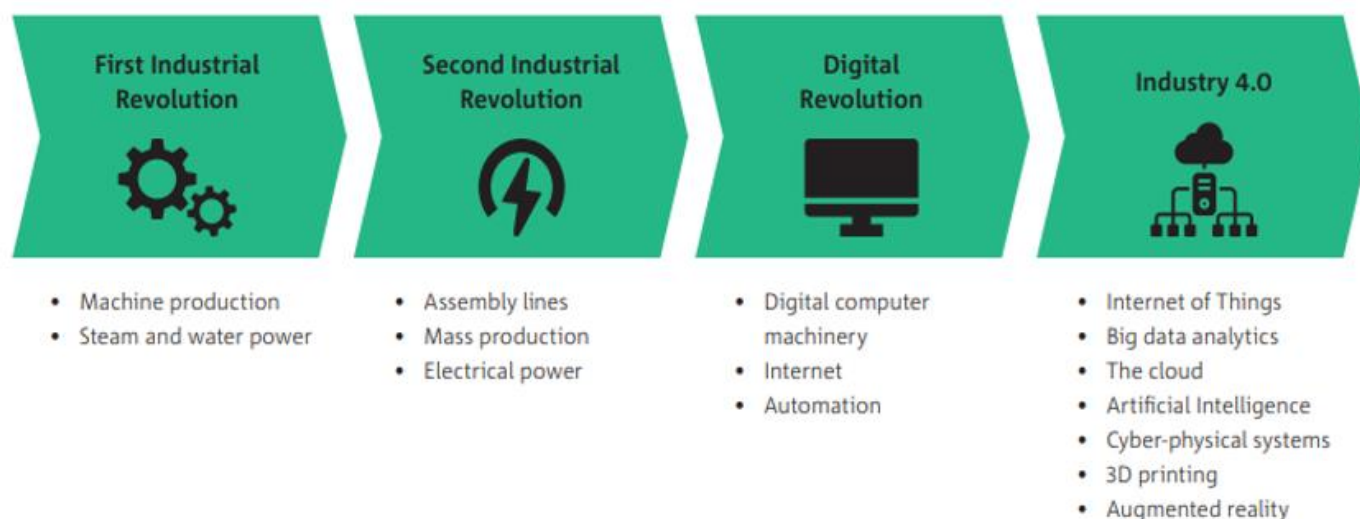 First Industrial
Revolution
Second Industrial
Revolution
Digital
Revolution
Industry 4.0
• Machine production
• Steam and water power
• Assembly lines
• Mass production
• Electrical power
• Digital computer
machinery
• Internet
• Automation
• Internet of Things
• Big data analytics
• The cloud
• Artificial Intelligence
• Cyber-physical systems
• 3D printing
• Augmented reality